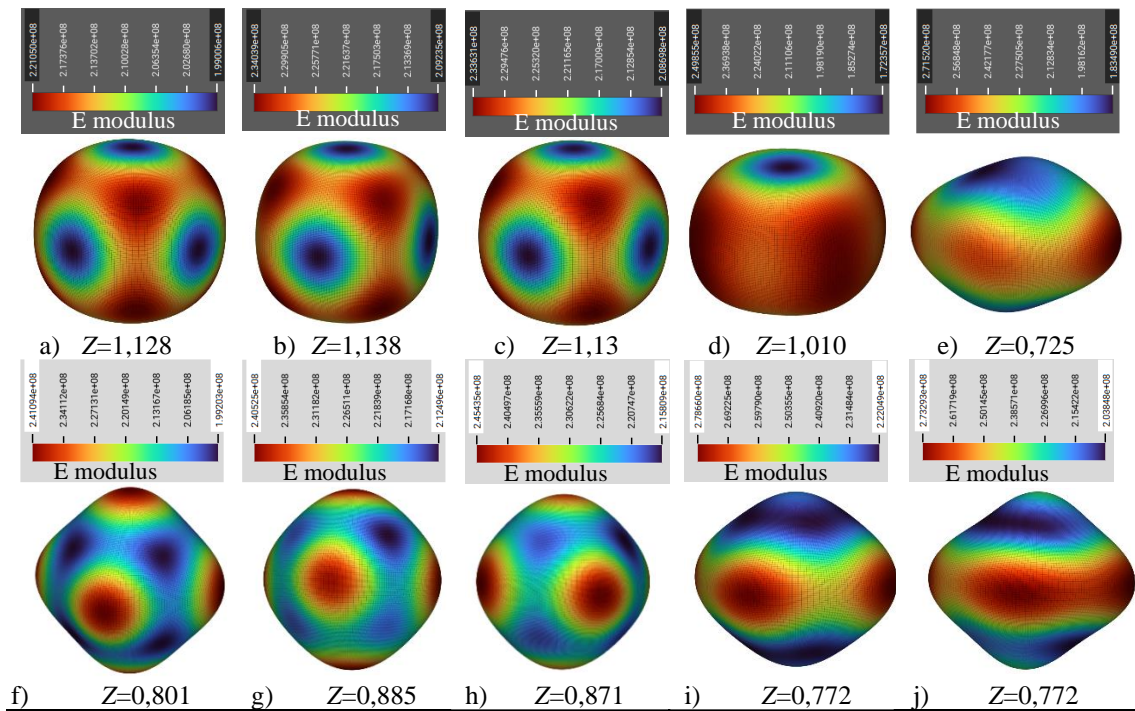 2.21050e+08
2.17376e+08
2.13702e+08
2.10028e+08
2.06354e+08
2.02680e+08
1.99006e+08
E modulus
2.34039e+08
2.29905e+08
2.25771e+08
2.21637e+08
2.17503e+08
2.13369e+08
2.09235e+08
E modulus
2.33631e+08
2.29476e+08
2.25320e+08
2.21165e+08
2.17009e+08
2.12854e+08
2.08698e+08
E modulus
2.49855e+08
2.36938e+08
2.24022e+08
2.11106e+08
1.98190e+08
1.85274e+08
1.72357e+08
E modulus
2.71520e+08
2.56848e+08
2.42177e+08
2.27505e+08
2.12834e+08
1.98162e+08
1.83490e+08
E modulus
a) Z=1,128
b) Z=1,138
c) Z=1,13
d) Z=1,010
e) Z=0,725
2.41094e+08
2.34112e+08
2.27131e+08
2.20149e+08
2.13167e+08
2.06185e+08
1.99203e+08
E modulus
2.40525e+08
2.35854e+08
2.31182e+08
2.26511e+08
2.21839e+08
2.17168e+08
2.12496e+08
E modulus
2.45435e+08
2.40497e+08
2.35559e+08
2.30622e+08
2.25684e+08
2.20747e+08
2.15809e+08
E modulus
2.78660e+08
2.69225e+08
2.59790e+08
2.50355e+08
2.40920e+08
2.31484e+08
2.22049e+08
E modulus
2.73293e+08
2.61719e+08
2.50145e+08
2.38571e+08
2.26996e+08
2.15422e+08
2.03848e+08
E modulus
f) Z=0,801
g) Z=0,885
h) Z=0,871
i) Z=0,772
j) Z=0,772